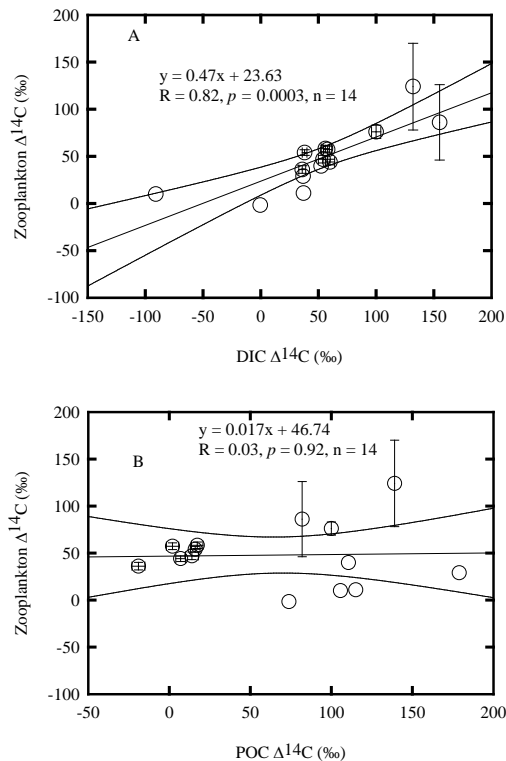 200
150
100
50
0
-50
-100
Zooplankton Δ14C (‰)
A
y = 0.47x + 23.63
R = 0.82, p = 0.0003, n = 14
-150 -100 -50 0 50 100 150 200
DIC Δ14C (‰)
200
150
100
50
0
-50
-100
Zooplankton Δ14C (‰)
y = 0.017x + 46.74
R = 0.03, p = 0.92, n = 14
B
-50 0 50 100 150 200
POC Δ14C (‰)